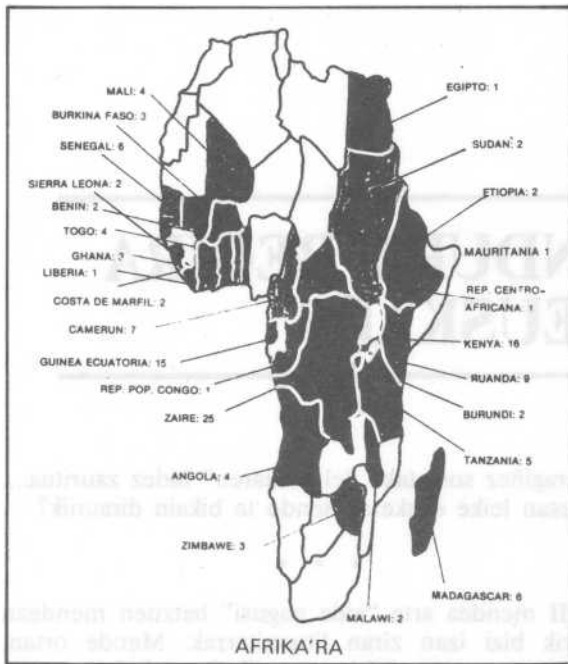 MALI: 4
BURKINA FASO: 3
SENEGAL: 6
SIERRA LEONA: 2
BENIN: 2
TOGO: 4
GHANA: 3
LIBERIA: 1
COSTA DE MARFIL: 2
CAMERUN: 7
GUINEA ECUATORIA: 15
REP. POP. CONGO: 1
ZAIRE: 25
ANGOLA: 4
ZIMBAWE: 3
EGIPTO: 1
SUDAN: 2
ETIOPIA: 2
MAURITANIA 1
REP. CENTRO-
AFRICANA: 1
KENYA: 16
RUANDA: 9
BURUNDI: 2
TANZANIA: 5
MADAGASCAR: 6
MALAWI: 2
AFRIKA'RA